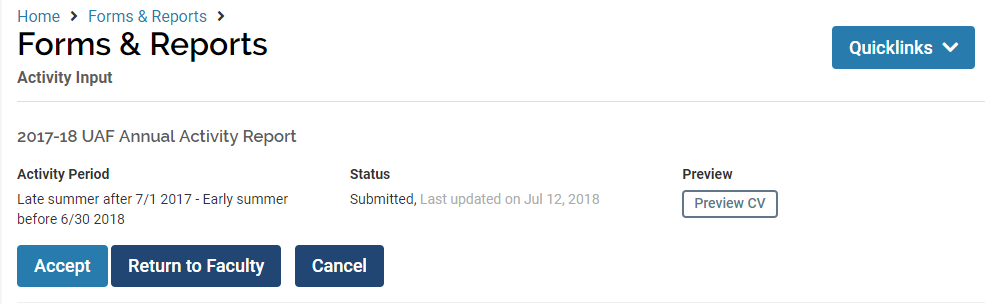 Home > Forms & Reports >
Forms & Reports
Quicklinks
Activity Input
2017-18 UAF Annual Activity Report
Activity Period Status Preview
Late summer after 7/1 2017 - Early summer Submitted, Last updated on Jul 12, 2018 Preview CV
before 6/30 2018
Accept Return to Faculty Cancel